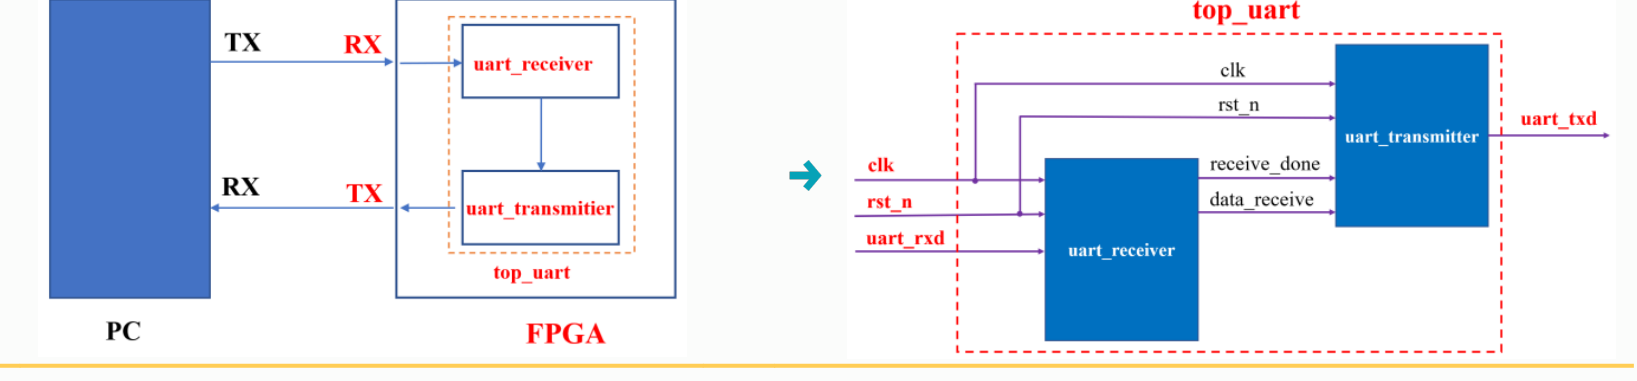 TX
RX
uart_receiver
RX
TX
uart_transmitier
top_uart
PC
FPGA
top_uart
clk
rst_n
uart_transmitter
uart_txd
clk
receive_done
rst_n
data_receive
uart_rxd
uart_receiver